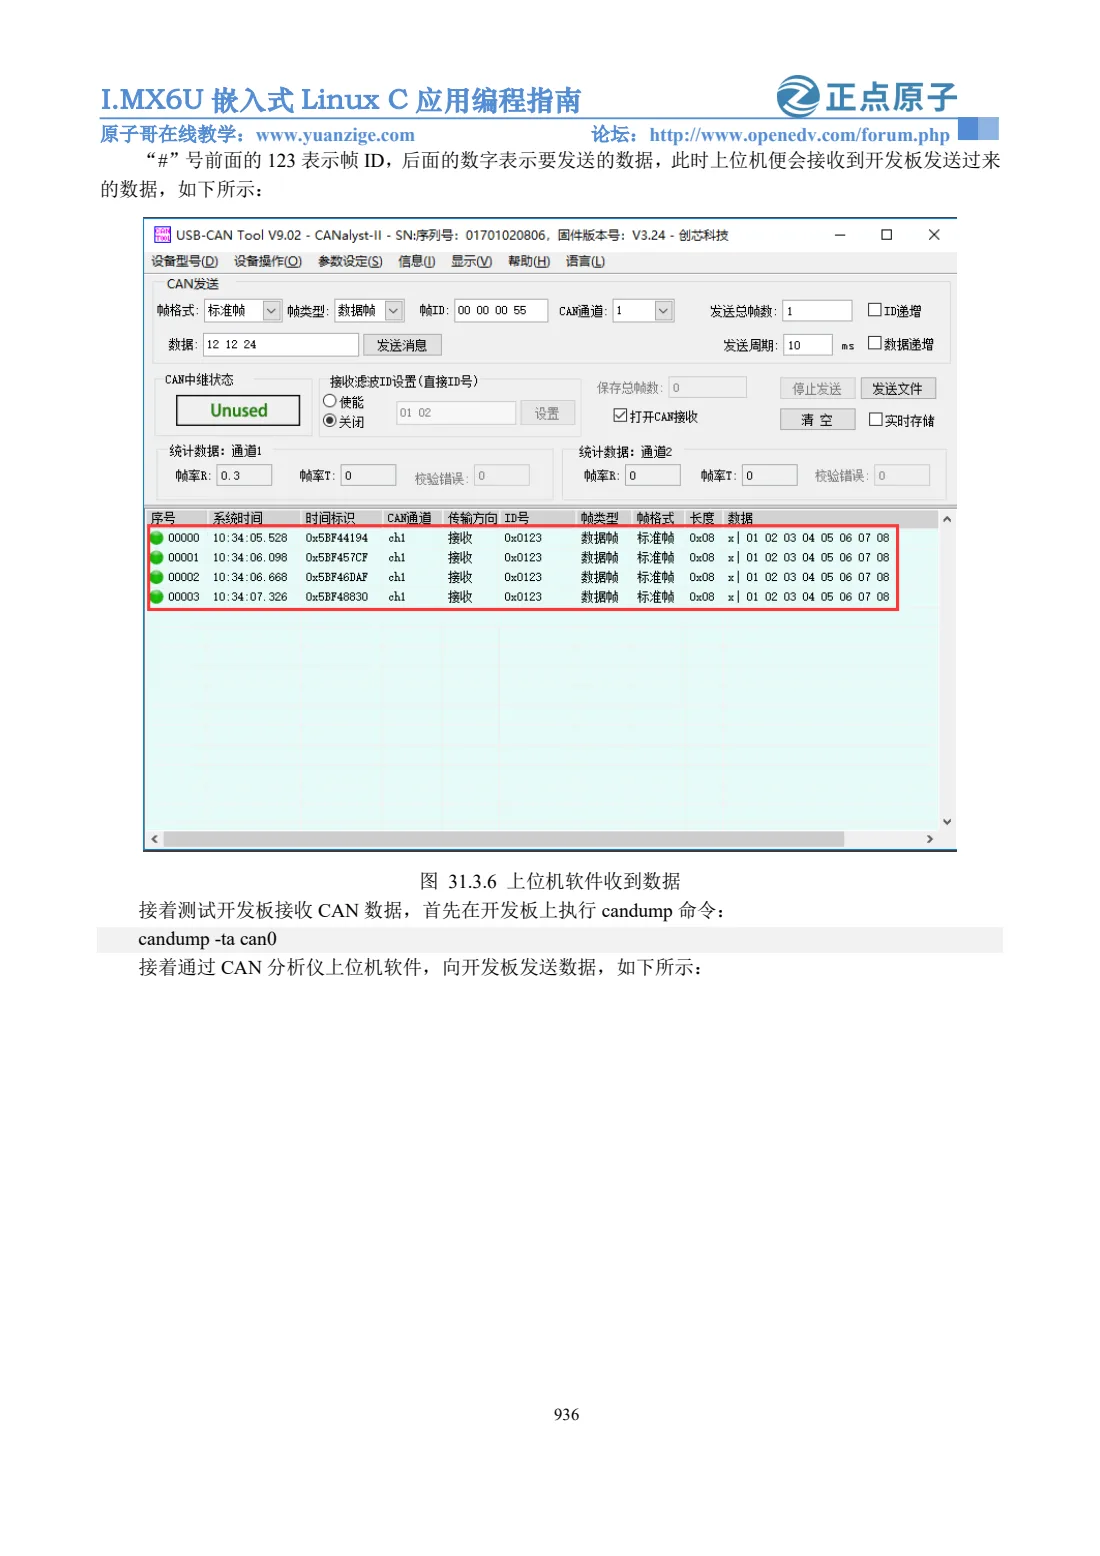 I.MX6U 嵌入式 Linux C 应用编程指南
正点原子
原子哥在线教学：www.yuanzige.com 论坛：http://www.openedv.com/forum.php
“#”号前面的 123 表示帧 ID，后面的数字表示要发送的数据，此时上位机便会接收到开发板发送过来
的数据，如下所示：
USB-CAN Tool V9.02 - CANalyst-II - SN:序列号：01701020806，固件版本号：V3.24 - 创芯科技
设备型号(D) 设备操作(O) 参数设定(S) 信息(I) 显示(V) 帮助(H) 语言(L)
CAN发送
帧格式: 标准帧 帧类型: 数据帧 帧ID: 00 00 00 55 CAN通道: 1 发送总帧数: 1 ID递增
数据: 12 12 24 发送消息 发送周期: 10 ms 数据递增
CAN中继状态
Unused
接收滤波ID设置(直接ID号)
使能
关闭
01 02 设置
保存总帧数: 0 停止发送 发送文件
打开CAN接收 清 空 实时存储
统计数据: 通道1
帧率R: 0.3 帧率T: 0 校验错误: 0
统计数据: 通道2
帧率R: 0 帧率T: 0 校验错误: 0
序号 系统时间 时间标识 CAN通道 传输方向 ID号 帧类型 帧格式 长度 数据
00000 10:34:05.528 0x5BF44194 ch1 接收 0x0123 数据帧 标准帧 0x08 x| 01 02 03 04 05 06 07 08
00001 10:34:06.098 0x5BF457CF ch1 接收 0x0123 数据帧 标准帧 0x08 x| 01 02 03 04 05 06 07 08
00002 10:34:06.668 0x5BF46DAF ch1 接收 0x0123 数据帧 标准帧 0x08 x| 01 02 03 04 05 06 07 08
00003 10:34:07.326 0x5BF48830 ch1 接收 0x0123 数据帧 标准帧 0x08 x| 01 02 03 04 05 06 07 08
图 31.3.6 上位机软件收到数据
接着测试开发板接收 CAN 数据，首先在开发板上执行 candump 命令：
candump -ta can0
接着通过 CAN 分析仪上位机软件，向开发板发送数据，如下所示：
936